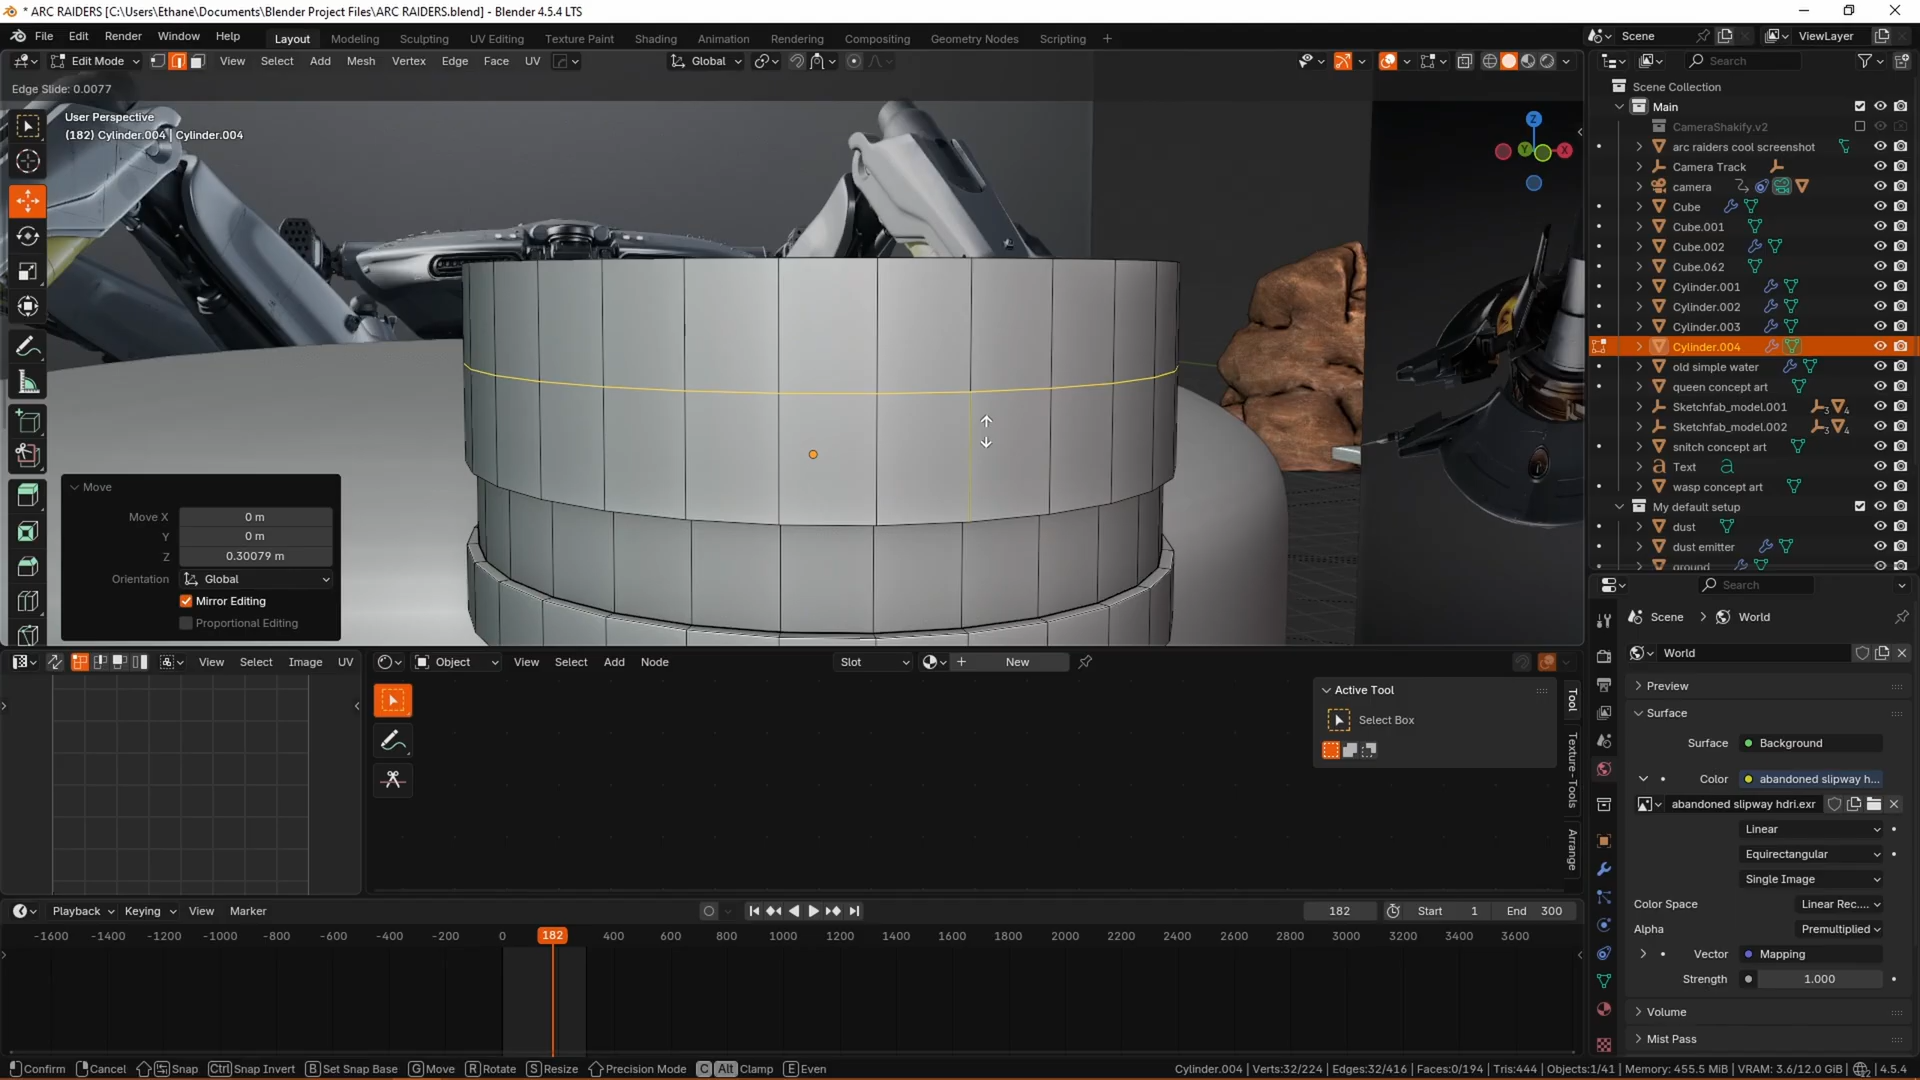 * ARC RAIDERS [C:\Users\Ethane\Documents\Blender Project Files\ARC RAIDERS.blend] - Blender 4.5.4 LTS
File Edit Render Window Help
Layout Modeling Sculpting UV Editing Texture Paint Shading Animation Rendering Compositing Geometry Nodes Scripting +
Scene
ViewLayer
Edit Mode
View Select Add Mesh Vertex Edge Face UV
Global
Edge Slide: 0.0077
User Perspective
(182) Cylinder.004 | Cylinder.004
Z
Y
X
Move
Move X 0 m
Y 0 m
Z 0.30079 m
Orientation Global
Mirror Editing
Proportional Editing
Search
Scene Collection
Main
CameraShakify.v2
arc raiders cool screenshot
Camera Track
camera
Cube
Cube.001
Cube.002
Cube.062
Cylinder.001
Cylinder.002
Cylinder.003
Cylinder.004
old simple water
queen concept art
Sketchfab_model.001 3 4
Sketchfab_model.002 3 4
snitch concept art
Text
wasp concept art
My default setup
dust
dust emitter
ground
Search
Scene
World
World
Preview
Surface
Surface Background
Color abandoned slipway h...
abandoned slipway hdri.exr
Linear
Equirectangular
Single Image
Color Space Linear Rec....
Alpha Premultiplied
Vector Mapping
Strength 1.000
Volume
Mist Pass
View Select Image UV
Object
View Select Add Node
Slot
New
Active Tool
Select Box
Tool
Texture-Tools
Arrange
Playback Keying View Marker
182
Start 1
End 300
-1600 -1400 -1200 -1000 -800 -600 -400 -200 0 182 400 600 800 1000 1200 1400 1600 1800 2000 2200 2400 2600 2800 3000 3200 3400 3600
Confirm Cancel Snap Ctrl Snap Invert B Set Snap Base G Move R Rotate S Resize Precision Mode C Alt Clamp E Even
Cylinder.004 | Verts:32/224 | Edges:32/416 | Faces:0/194 | Tris:444 | Objects:1/41 | Memory: 455.5 MiB | VRAM: 3.6/12.0 GiB | 4.5.4